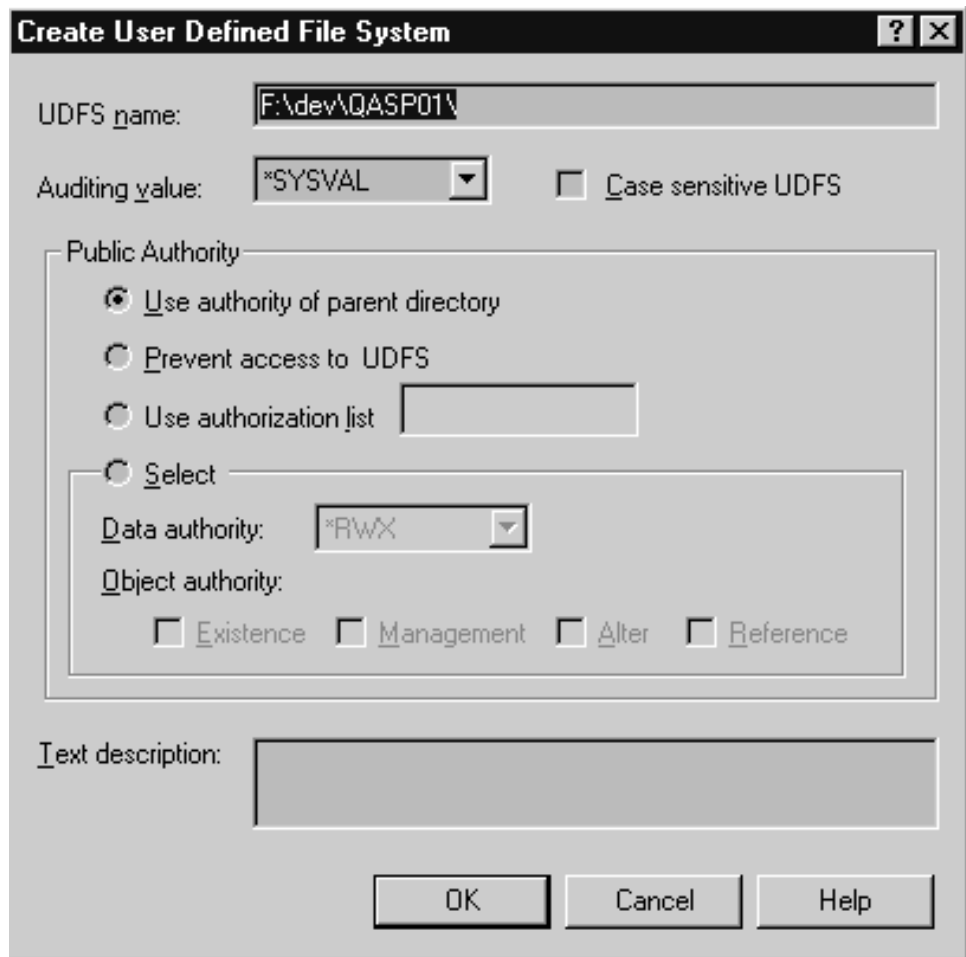 Create User Defined File System
UDFS name: F:\dev\QASP01\
Auditing value: *SYSVAL Case sensitive UDFS
Public Authority
Use authority of parent directory
Prevent access to UDFS
Use authorization list
Select
Data authority: *RWX
Object authority:
Existence Management Alter Reference
Text description:
OK Cancel Help